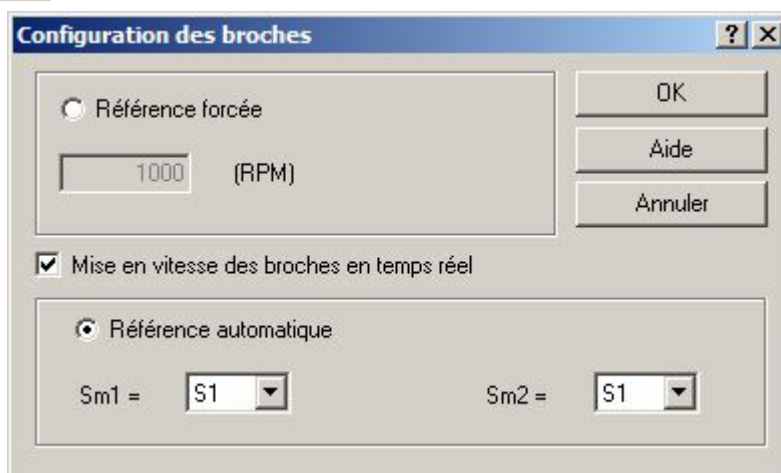 Configuration des broches
Référence forcée
1000 (RPM)
OK
Aide
Annuler
Mise en vitesse des broches en temps réel
Référence automatique
Sm1 = S1 Sm2 = S1